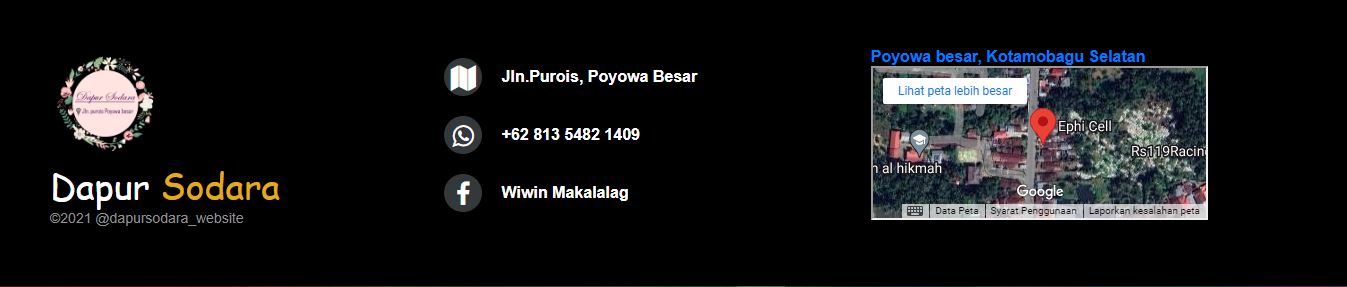 Dapur Sodara
Jln. purois Poyowa besar
Dapur Sodara
©2021 @dapursodara_website
Jln.Purois, Poyowa Besar
+62 813 5482 1409
Wiwin Makalalag
Poyowa besar, Kotamobagu Selatan
Lihat peta lebih besar
Ephi Cell
Rs119Racin
n al hikmah
Google
Data Peta
Syarat Penggunaan
Laporkan kesalahan peta